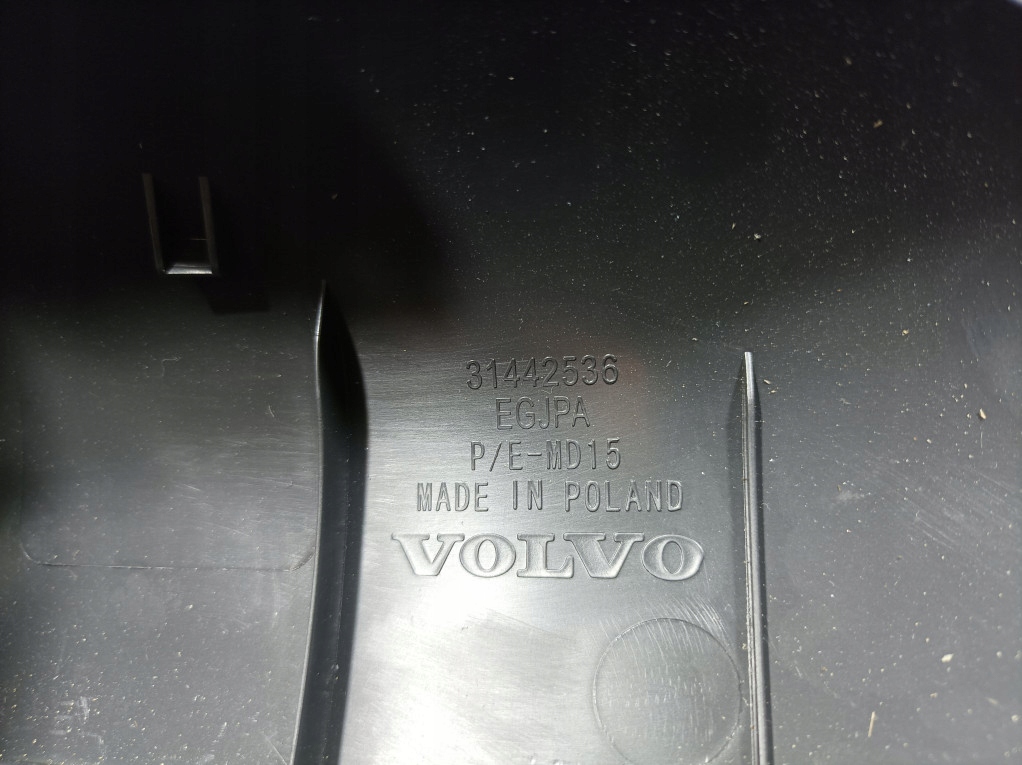 31442536
EGJPA
P/E-MD15
MADE IN POLAND
VOLVO